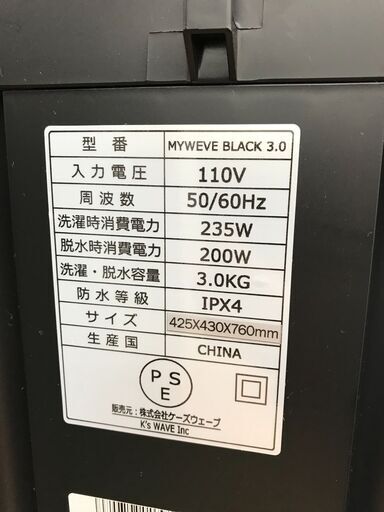 型番 MYWEVE BLACK 3.0
入力電圧 110V
周波数 50/60Hz
洗濯時消費電力 235W
脱水時消費電力 200W
洗濯・脱水容量 3.0KG
防水等級 IPX4
サイズ 425X430X760mm
生産国 CHINA
PS
E
販売元：株式会社ケーズウェーブ
K's WAVE Inc